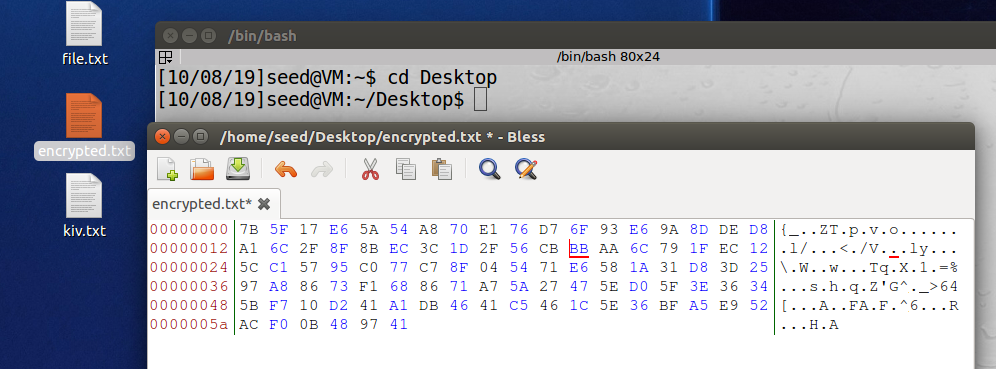 file.txt
encrypted.txt
kiv.txt
/bin/bash
/bin/bash 80x24
[10/08/19]seed@VM:~$ cd Desktop
[10/08/19]seed@VM:~/Desktop$
/home/seed/Desktop/encrypted.txt * - Bless
encrypted.txt*
00000000 7B 5F 17 E6 5A 54 A8 70 E1 76 D7 6F 93 E6 9A 8D DE D8 {_..ZT.p.v.o......
00000012 A1 6C 2F 8F 8B EC 3C 1D 2F 56 CB BB AA 6C 79 1F EC 12 .l/...<./V...ly...
00000024 5C C1 57 95 C0 77 C7 8F 04 54 71 E6 58 1A 31 D8 3D 25 \.W..w...Tq.X.1.=%
00000036 97 A8 86 73 F1 68 86 71 A7 5A 27 47 5E D0 5F 3E 36 34 ...s.h.q.Z'G^._>64
00000048 5B F7 10 D2 41 A1 DB 46 41 C5 46 1C 5E 36 BF A5 E9 52 [...A..FA.F.^6...R
0000005a AC F0 0B 48 97 41 ...H.A